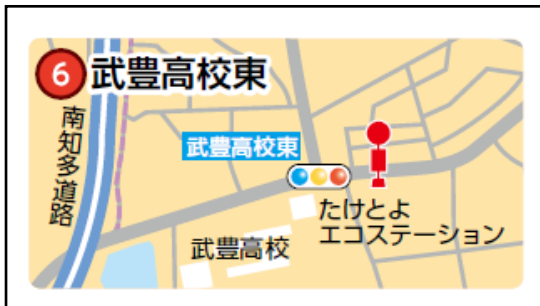 6 武豊高校東
南知多道路
武豊高校東
たけとよ
エコステーション
武豊高校